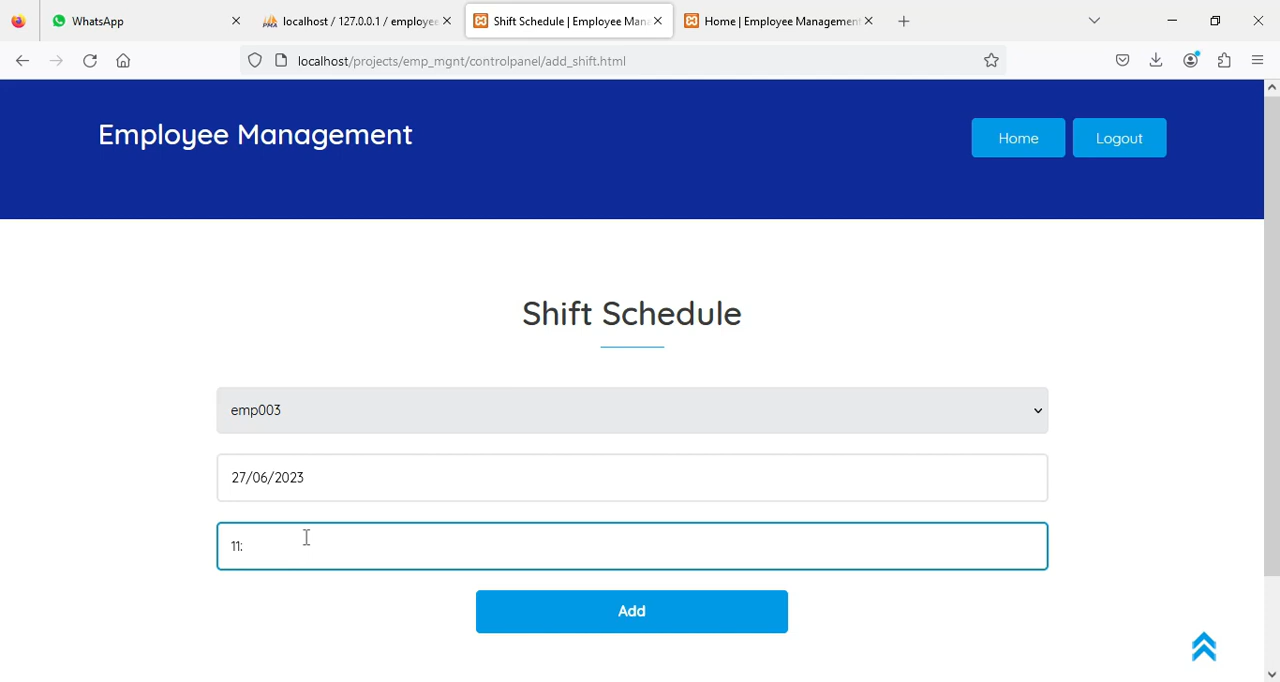 WhatsApp
localhost / 127.0.0.1 / employee
Shift Schedule | Employee Man
Home | Employee Management
localhost/projects/emp_mgnt/controlpanel/add_shift.html
Employee Management
Home
Logout
Shift Schedule
emp003
27/06/2023
11:
Add